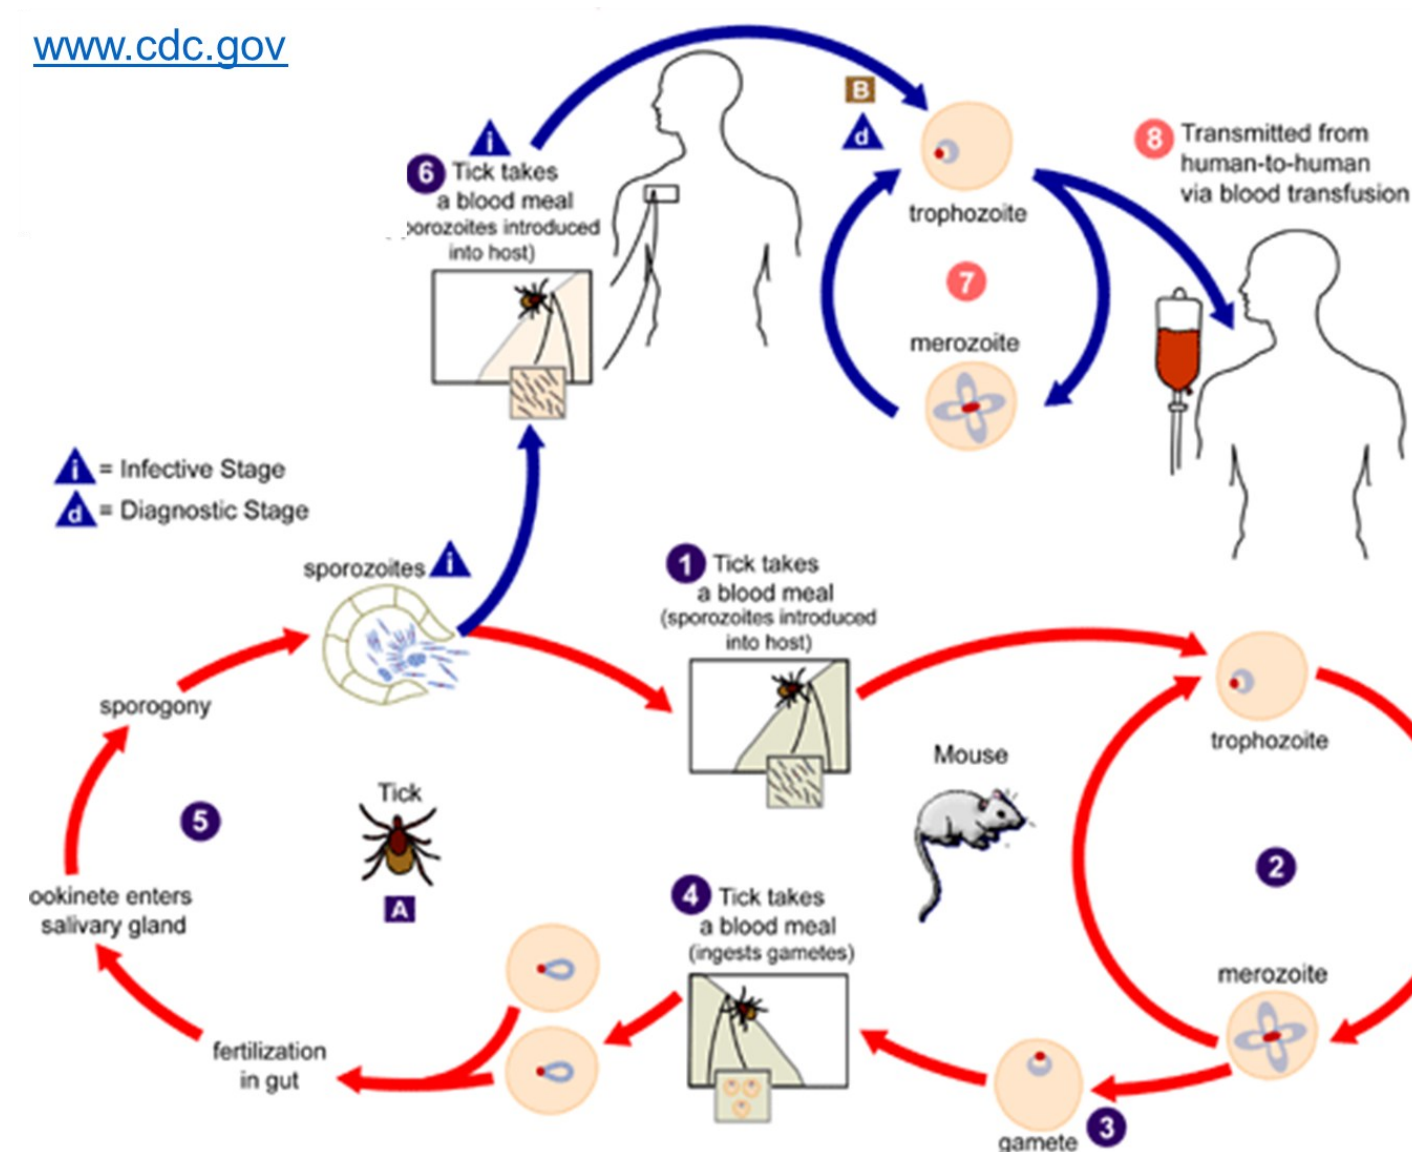 www.cdc.gov
B
i
d
8 Transmitted from
human-to-human
via blood transfusion
6 Tick takes
a blood meal
porozoites introduced
into host)
trophozoite
7
merozoite
i = Infective Stage
d = Diagnostic Stage
sporozoites i
1 Tick takes
a blood meal
(sporozoites introduced
into host)
sporogony
trophozoite
Mouse
Tick
5
2
A
ookinete enters
salivary gland
4 Tick takes
a blood meal
(ingests gametes)
merozoite
fertilization
in gut
gamete 3